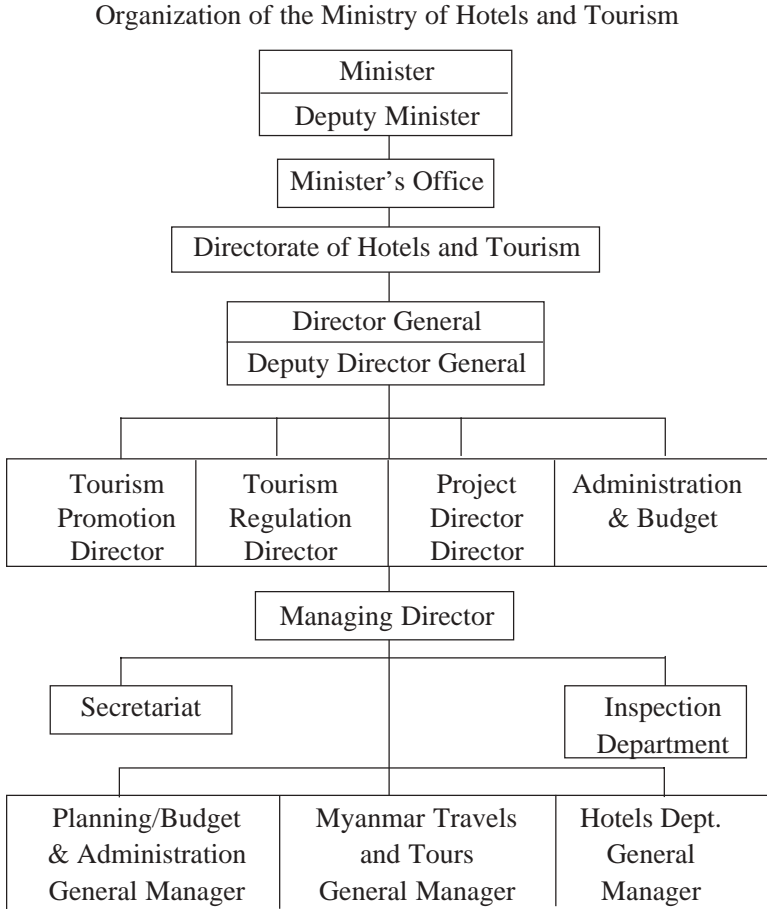 Organization of the Ministry of Hotels and Tourism
Minister
Deputy Minister
Minister’s Office
Directorate of Hotels and Tourism
Director General
Deputy Director General
Tourism
Promotion
Director
Tourism
Regulation
Director
Project
Director
Director
Administration
& Budget
Managing Director
Secretariat
Inspection
Department
Planning/Budget
& Administration
General Manager
Myanmar Travels
and Tours
General Manager
Hotels Dept.
General
Manager